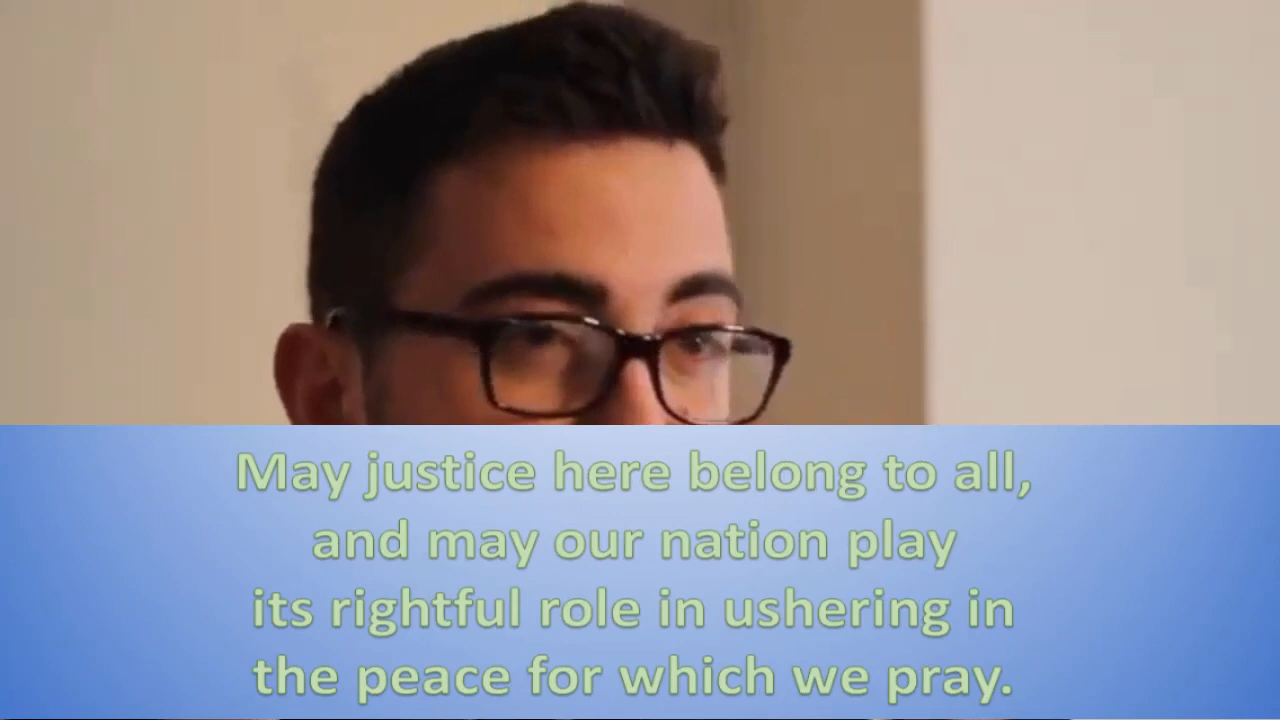 May justice here belong to all,
and may our nation play
its rightful role in ushering in
the peace for which we pray.